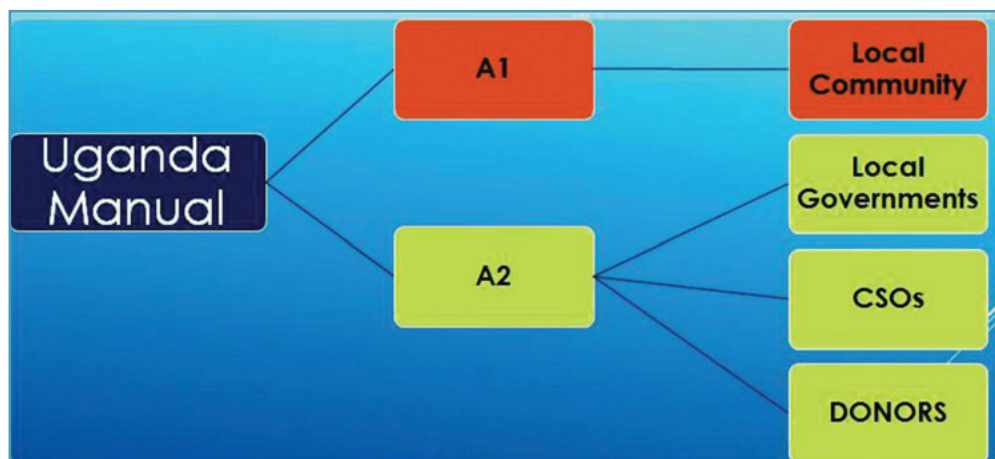 Uganda
Manual
A1
Local
Community
A2
Local
Governments
CSOs
DONORS